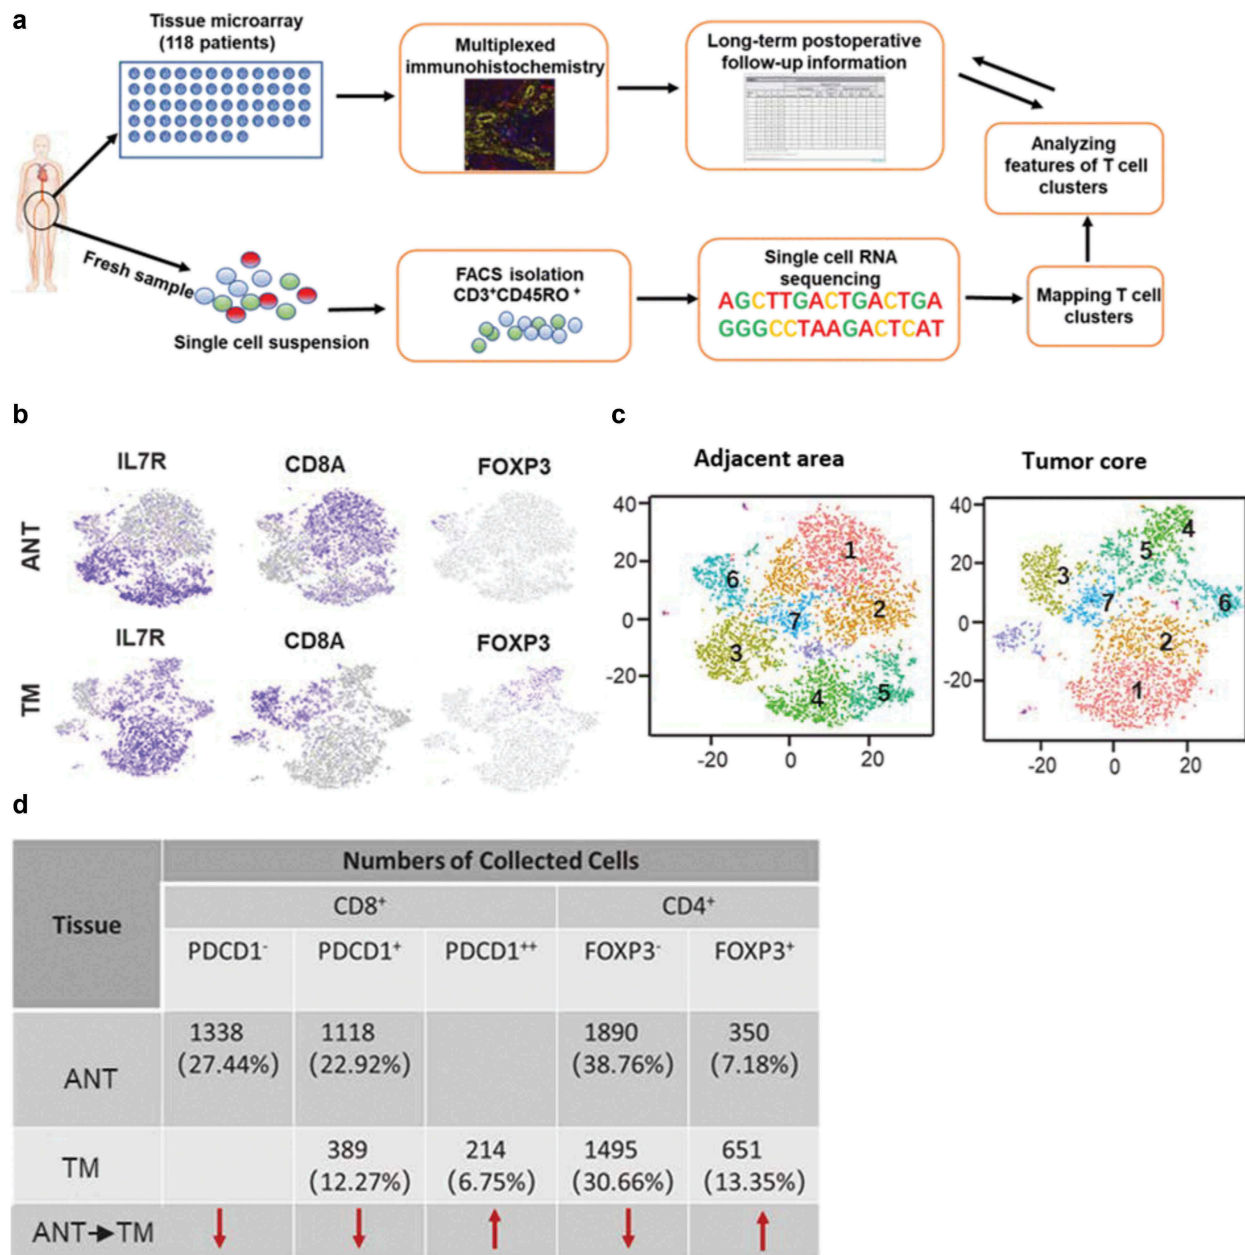 a
Tissue microarray
(118 patients)
Multiplexed
immunohistochemistry
Long-term postoperative
follow-up information
Analyzing
features of T cell
clusters
Fresh sample
Single cell suspension
FACS isolation
CD3⁺CD45RO ⁺
Single cell RNA
sequencing
AGCTTGACTGACTGA
GGGCCTAAGACTCAT
Mapping T cell
clusters
b
IL7R CD8A FOXP3
ANT
IL7R CD8A FOXP3
TM
c
Adjacent area
40
20
0
-20
-20 0 20
1
2
3
4
5
6
7
Tumor core
40
20
0
-20
-20 0 20
4
5
3
7
6
2
1
d
Tissue
Numbers of Collected Cells
CD8⁺ CD4⁺
PDCD1⁻ PDCD1⁺ PDCD1⁺⁺ FOXP3⁻ FOXP3⁺
ANT
1338 1118 1890 350
(27.44%) (22.92%) (38.76%) (7.18%)
TM
389 214 1495 651
(12.27%) (6.75%) (30.66%) (13.35%)
ANT→TM ↓ ↓ ↑ ↓ ↑